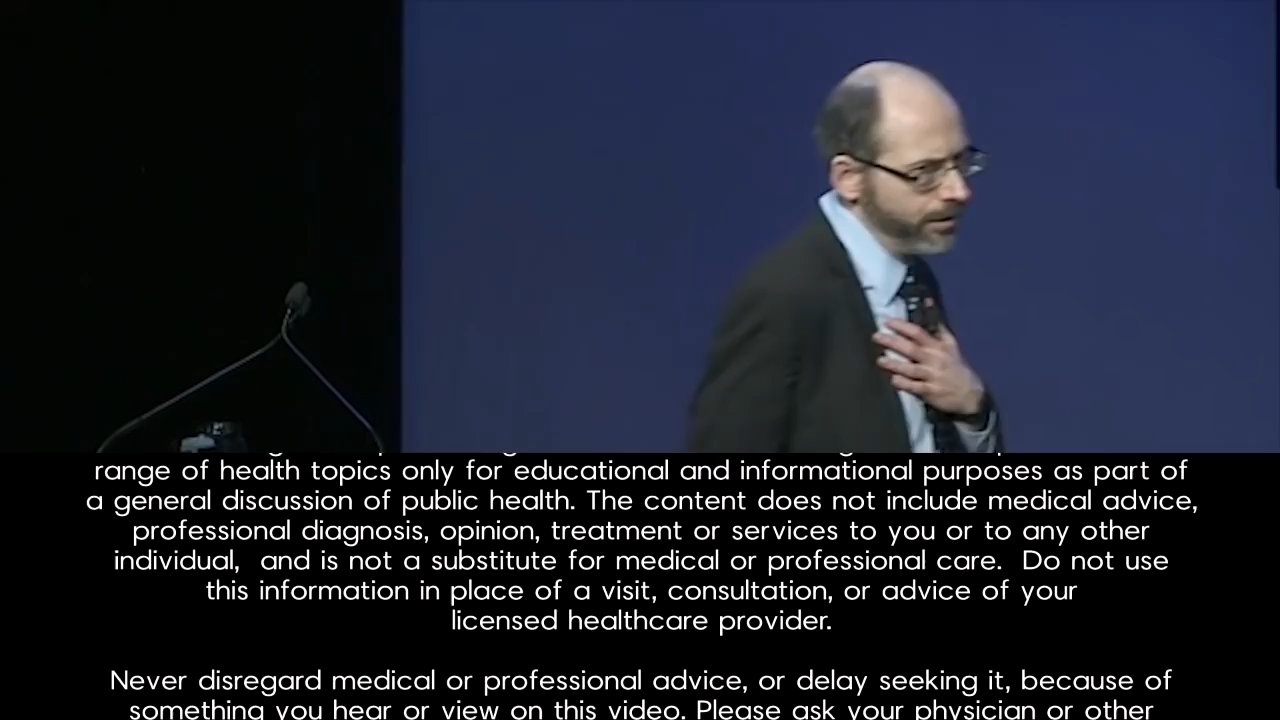 range of health topics only for educational and informational purposes as part of
a general discussion of public health. The content does not include medical advice,
professional diagnosis, opinion, treatment or services to you or to any other
individual,  and is not a substitute for medical or professional care.  Do not use
this information in place of a visit, consultation, or advice of your
licensed healthcare provider.
Never disregard medical or professional advice, or delay seeking it, because of
something you hear or view on this video. Please ask your physician or other